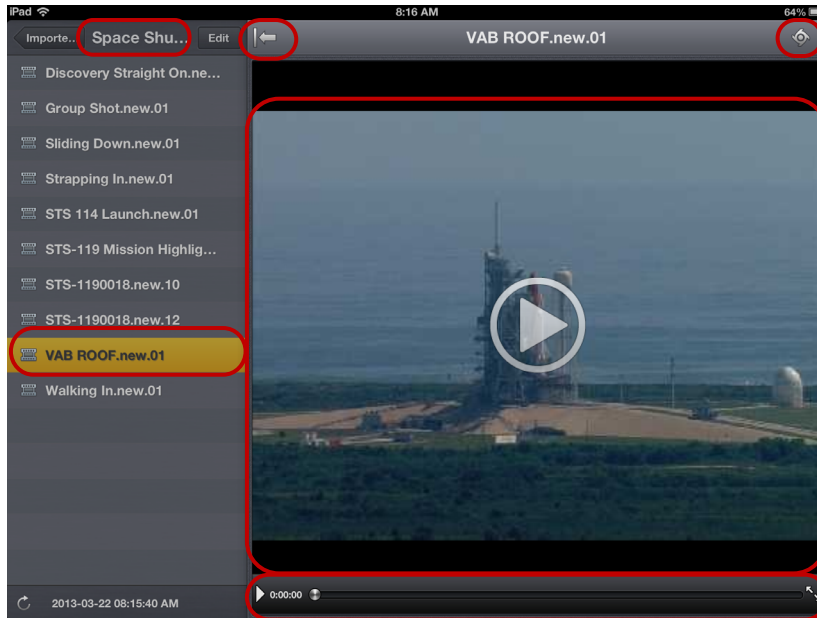 iPad 8:16 AM 64%
Importe... Space Shu... Edit VAB ROOF.new.01
Discovery Straight On.ne...
Group Shot.new.01
Sliding Down.new.01
Strapping In.new.01
STS 114 Launch.new.01
STS-119 Mission Highlig...
STS-1190018.new.10
STS-1190018.new.12
VAB ROOF.new.01
Walking In.new.01
0:00:00
2013-03-22 08:15:40 AM